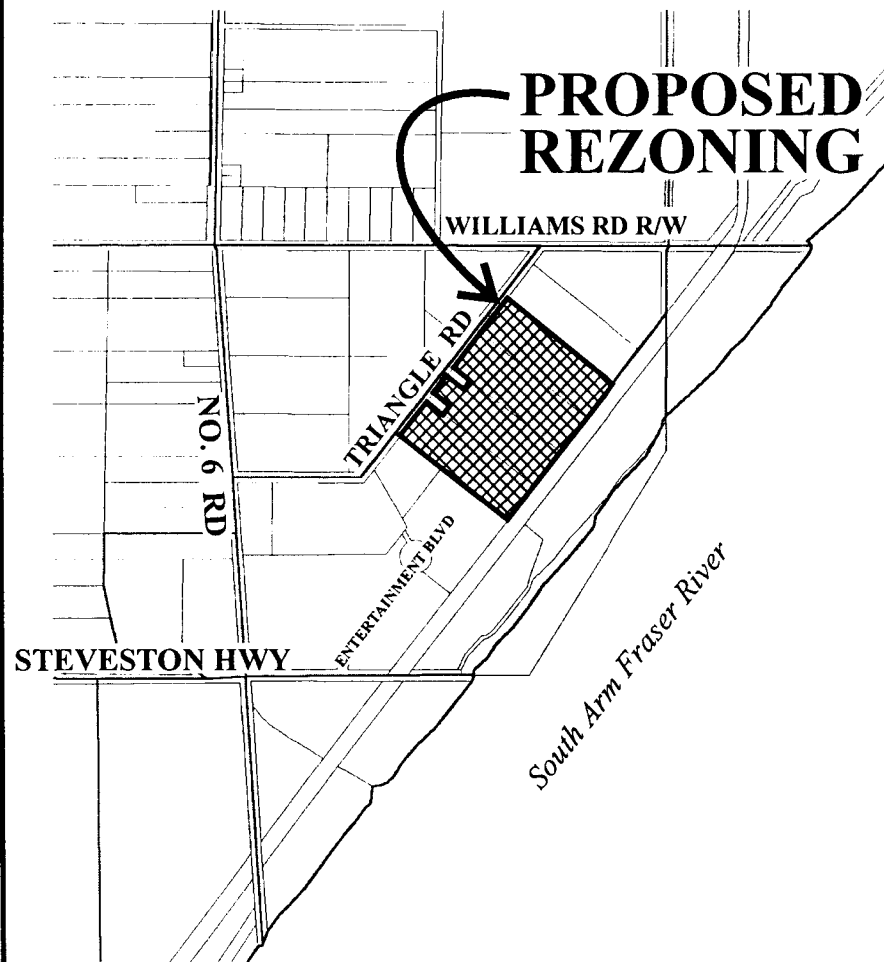 PROPOSED
REZONING
WILLIAMS RD R/W
TRIANGLE RD
NO. 6 RD
ENTERTAINMENT BLVD
STEVESTON HWY
South Arm Fraser River